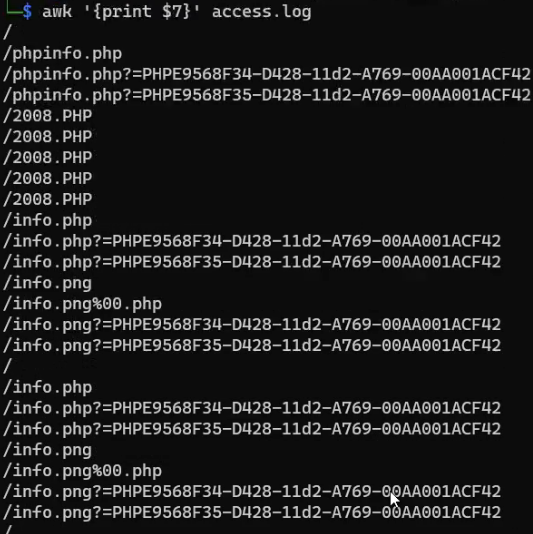 └─$ awk '{print $7}' access.log
/
/phpinfo.php
/phpinfo.php?=PHPE9568F34-D428-11d2-A769-00AA001ACF42
/phpinfo.php?=PHPE9568F35-D428-11d2-A769-00AA001ACF42
/2008.PHP
/2008.PHP
/2008.PHP
/2008.PHP
/2008.PHP
/info.php
/info.php?=PHPE9568F34-D428-11d2-A769-00AA001ACF42
/info.php?=PHPE9568F35-D428-11d2-A769-00AA001ACF42
/info.png
/info.png%00.php
/info.png?=PHPE9568F34-D428-11d2-A769-00AA001ACF42
/info.png?=PHPE9568F35-D428-11d2-A769-00AA001ACF42
/
/info.php
/info.php?=PHPE9568F34-D428-11d2-A769-00AA001ACF42
/info.php?=PHPE9568F35-D428-11d2-A769-00AA001ACF42
/info.png
/info.png%00.php
/info.png?=PHPE9568F34-D428-11d2-A769-00AA001ACF42
/info.png?=PHPE9568F35-D428-11d2-A769-00AA001ACF42
/